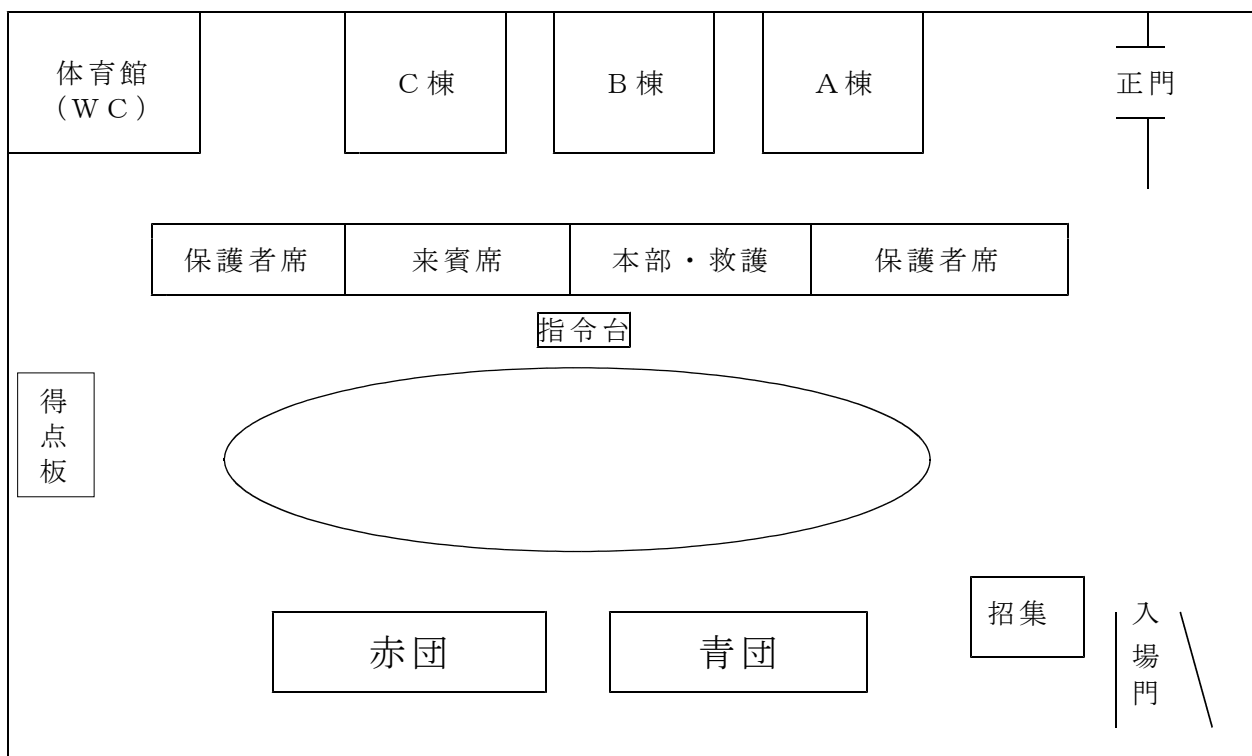 体育館
(ＷＣ)
Ｃ棟
Ｂ棟
Ａ棟
正門
保護者席
来賓席
本部・救護
保護者席
指令台
得点板
赤団
青団
招集
入場門